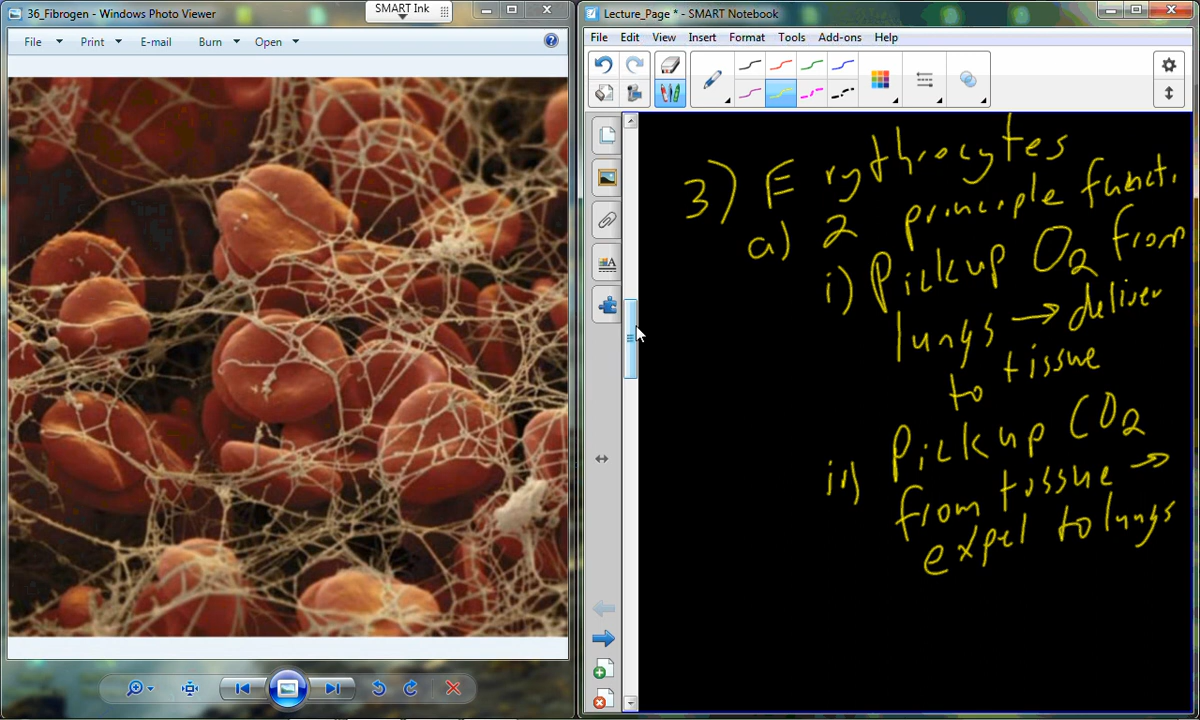 36_Fibrogen - Windows Photo Viewer
SMART Ink
File Print E-mail Burn Open
Lecture_Page * - SMART Notebook
File Edit View Insert Format Tools Add-ons Help
3) Erythrocytes
a) 2 principle funct.
i) Pickup O2 from
lungs → deliver
to tissue
ii) Pickup CO2
from tissue →
expel to lungs